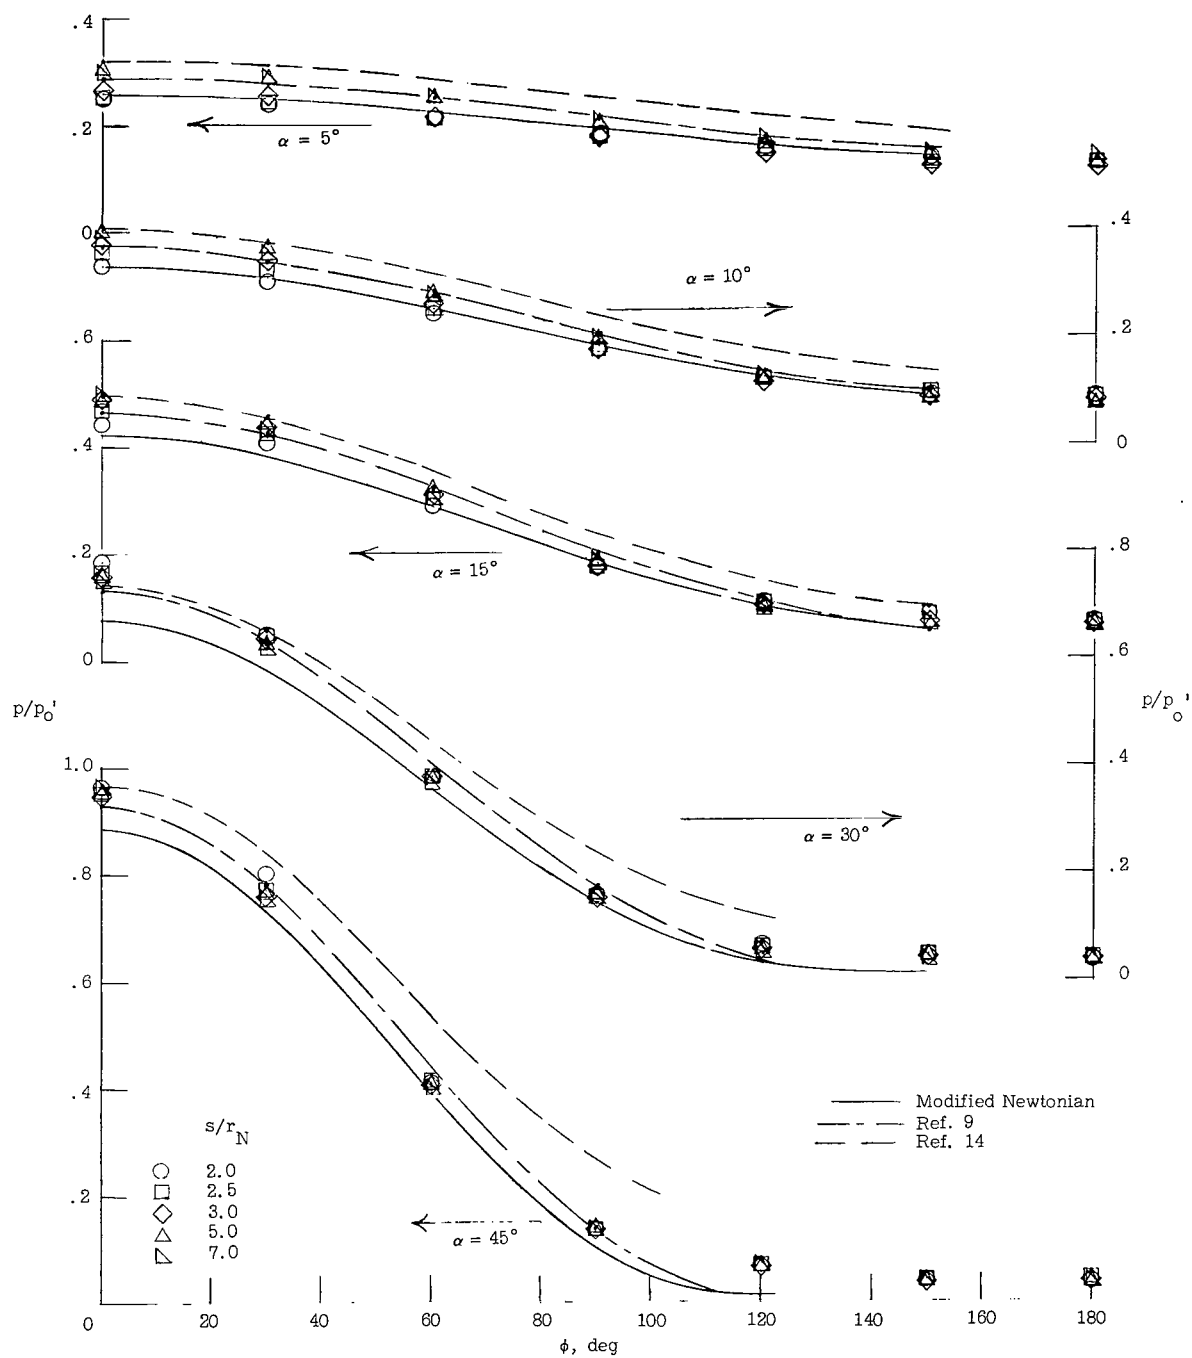 .4
.2
α = 5°
0
.4
α = 10°
.2
.6
0
.4
.2
α = 15°
.8
0
.6
p/p₀'
p/p₀'
1.0
.4
α = 30°
.8
.2
0
.6
.4
Modified Newtonian
Ref. 9
Ref. 14
s/r_N
2.0
2.5
3.0
5.0
7.0
.2
α = 45°
0
20
40
60
80
100
120
140
160
180
ϕ, deg